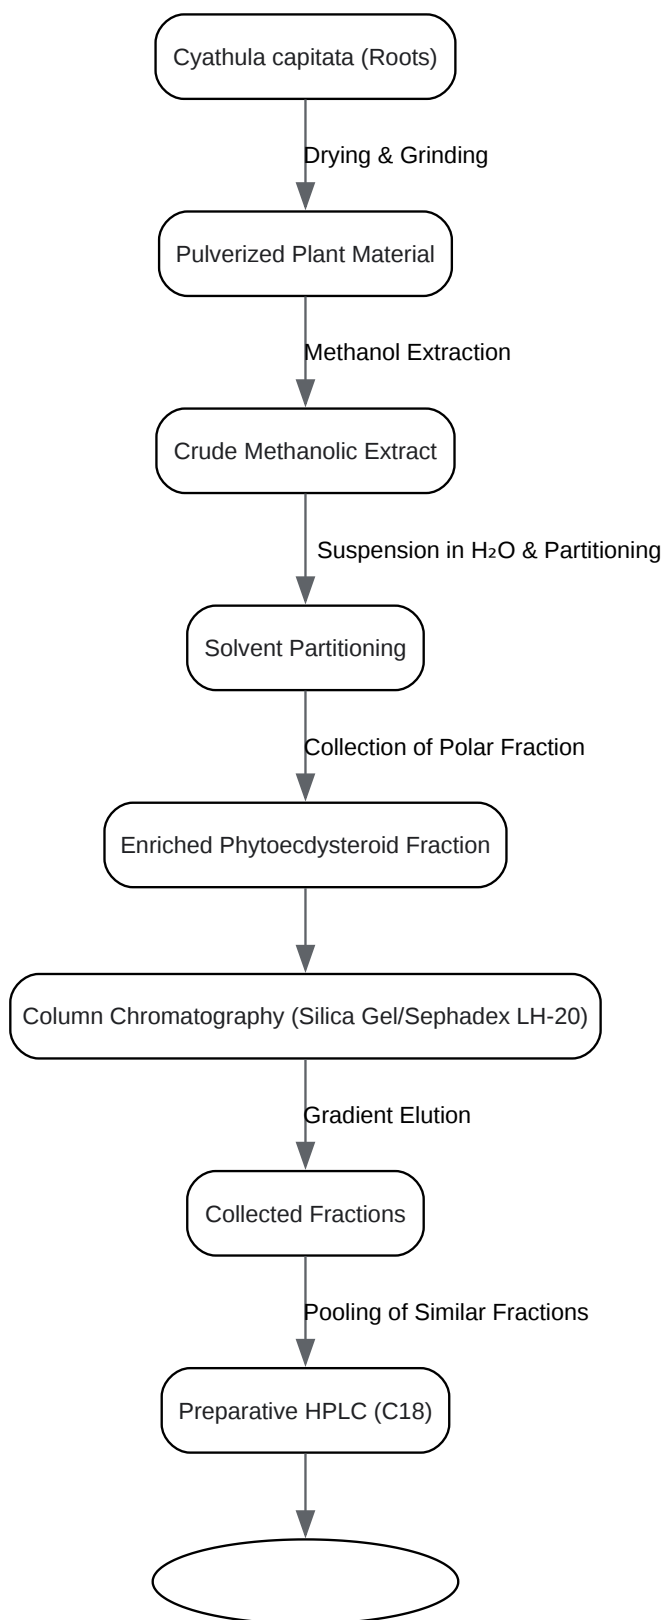 Cyathula capitata (Roots)
Drying & Grinding
Pulverized Plant Material
Methanol Extraction
Crude Methanolic Extract
Suspension in H₂O & Partitioning
Solvent Partitioning
Collection of Polar Fraction
Enriched Phytoecdysteroid Fraction
Column Chromatography (Silica Gel/Sephadex LH-20)
Gradient Elution
Collected Fractions
Pooling of Similar Fractions
Preparative HPLC (C18)